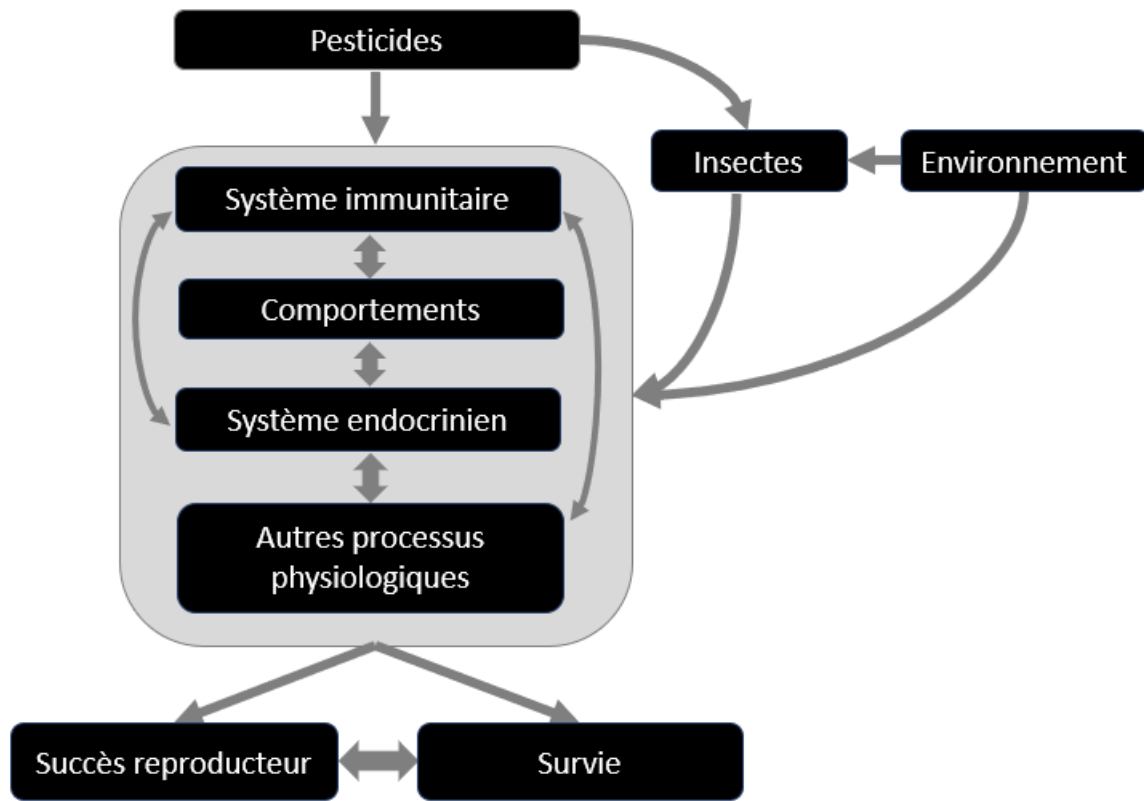 Pesticides
Insectes
Environnement
Système immunitaire
Comportements
Système endocrinien
Autres processus
physiologiques
Succès reproducteur
Survie